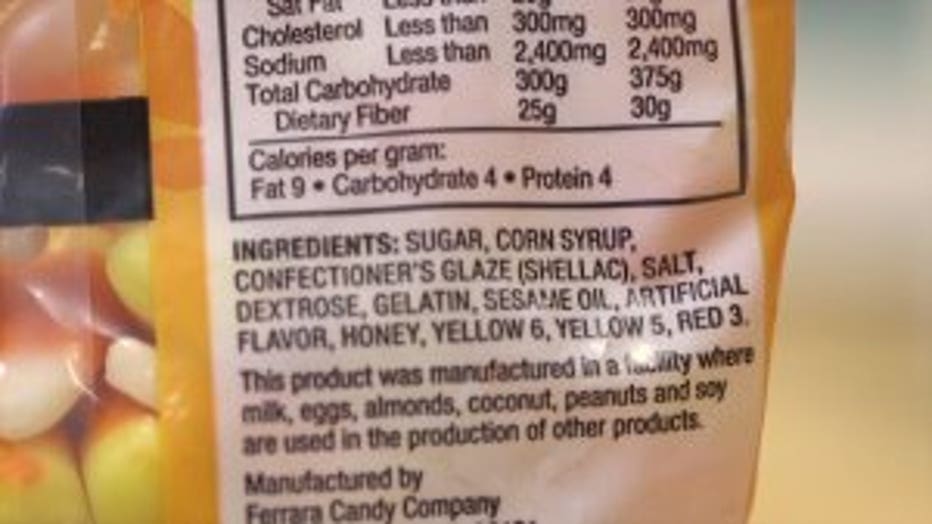 Sat Fat Less than
Cholesterol Less than 300mg 300mg
Sodium Less than 2,400mg 2,400mg
Total Carbohydrate 300g 375g
Dietary Fiber 25g 30g
Calories per gram:
Fat 9 • Carbohydrate 4 • Protein 4
INGREDIENTS: SUGAR, CORN SYRUP,
CONFECTIONER'S GLAZE (SHELLAC), SALT,
DEXTROSE, GELATIN, SESAME OIL, ARTIFICIAL
FLAVOR, HONEY, YELLOW 6, YELLOW 5, RED 3.
This product was manufactured in a facility where
milk, eggs, almonds, coconut, peanuts and soy
are used in the production of other products.
Manufactured by
Ferrara Candy Company